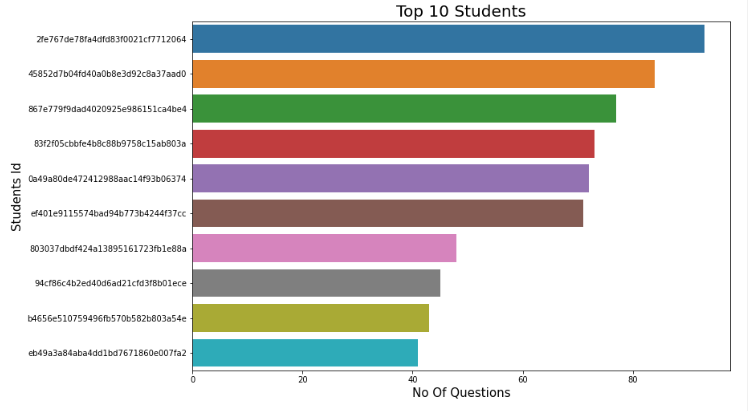 Top 10 Students
Students Id
2fe767de78fa4dfd83f0021cf7712064
45852d7b04fd40a0b8e3d92c8a37aad0
867e779f9dad4020925e986151ca4be4
83f2f05cbbfe4b8c88b9758c15ab803a
0a49a80de472412988aac14f93b06374
ef401e9115574bad94b773b4244f37cc
803037dbdf424a13895161723fb1e88a
94cf86c4b2ed40d6ad21cfd3f8b01ece
b4656e510759496fb570b582b803a54e
eb49a3a84aba4dd1bd7671860e007fa2
0 20 40 60 80
No Of Questions